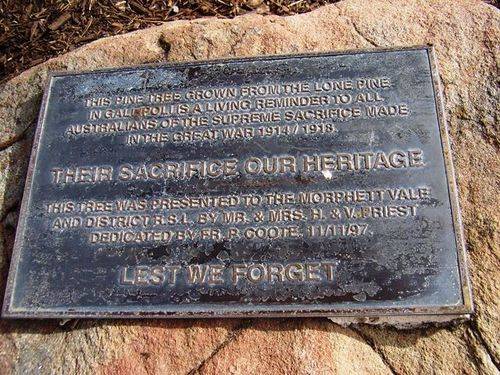 THIS PINE TREE GROWN FROM THE LONE PINE
IN GALLIPOLI IS A LIVING REMINDER TO ALL
AUSTRALIANS OF THE SUPREME SACRIFICE MADE
IN THE GREAT WAR 1914/1918.
THEIR SACRIFICE OUR HERITAGE
THIS TREE WAS PRESENTED TO THE MORPHETT VALE
AND DISTRICT R.S.L. BY MR. & MRS. H. & V. PRIEST
DEDICATED BY FR. P. COOTE. 11/11/97.
LEST WE FORGET